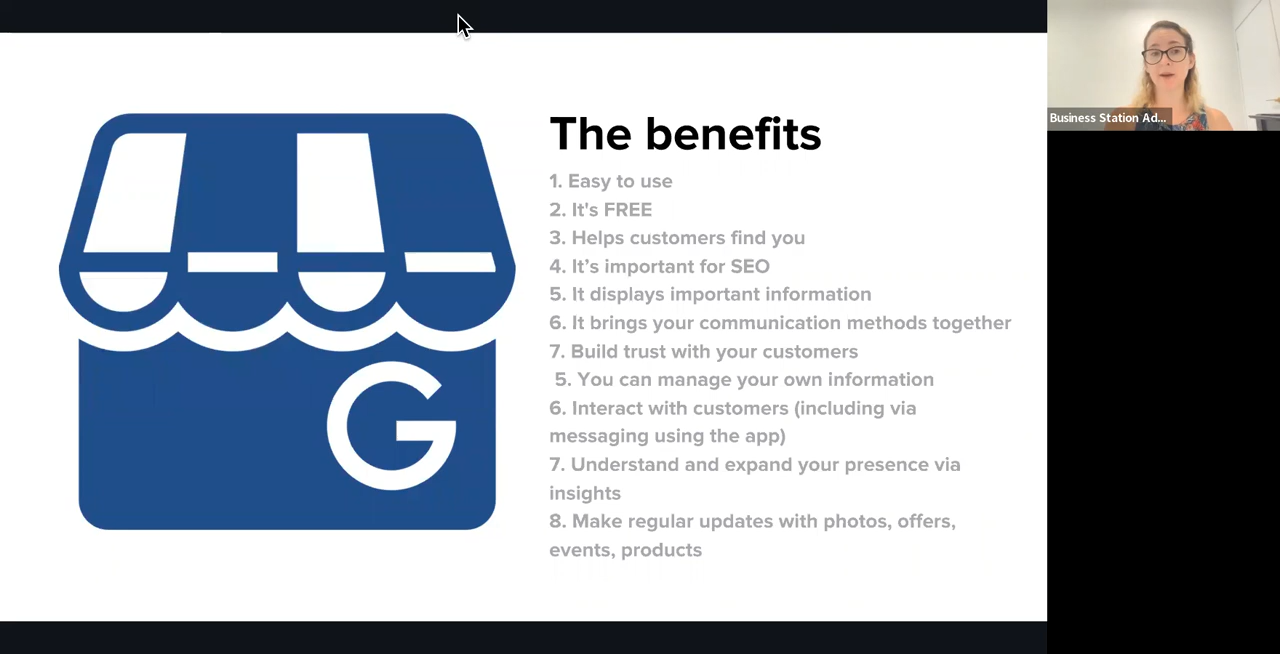 The benefits
1. Easy to use
2. It's FREE
3. Helps customers find you
4. It’s important for SEO
5. It displays important information
6. It brings your communication methods together
7. Build trust with your customers
5. You can manage your own information
6. Interact with customers (including via
messaging using the app)
7. Understand and expand your presence via
insights
8. Make regular updates with photos, offers,
events, products
G
Business Station Ad...